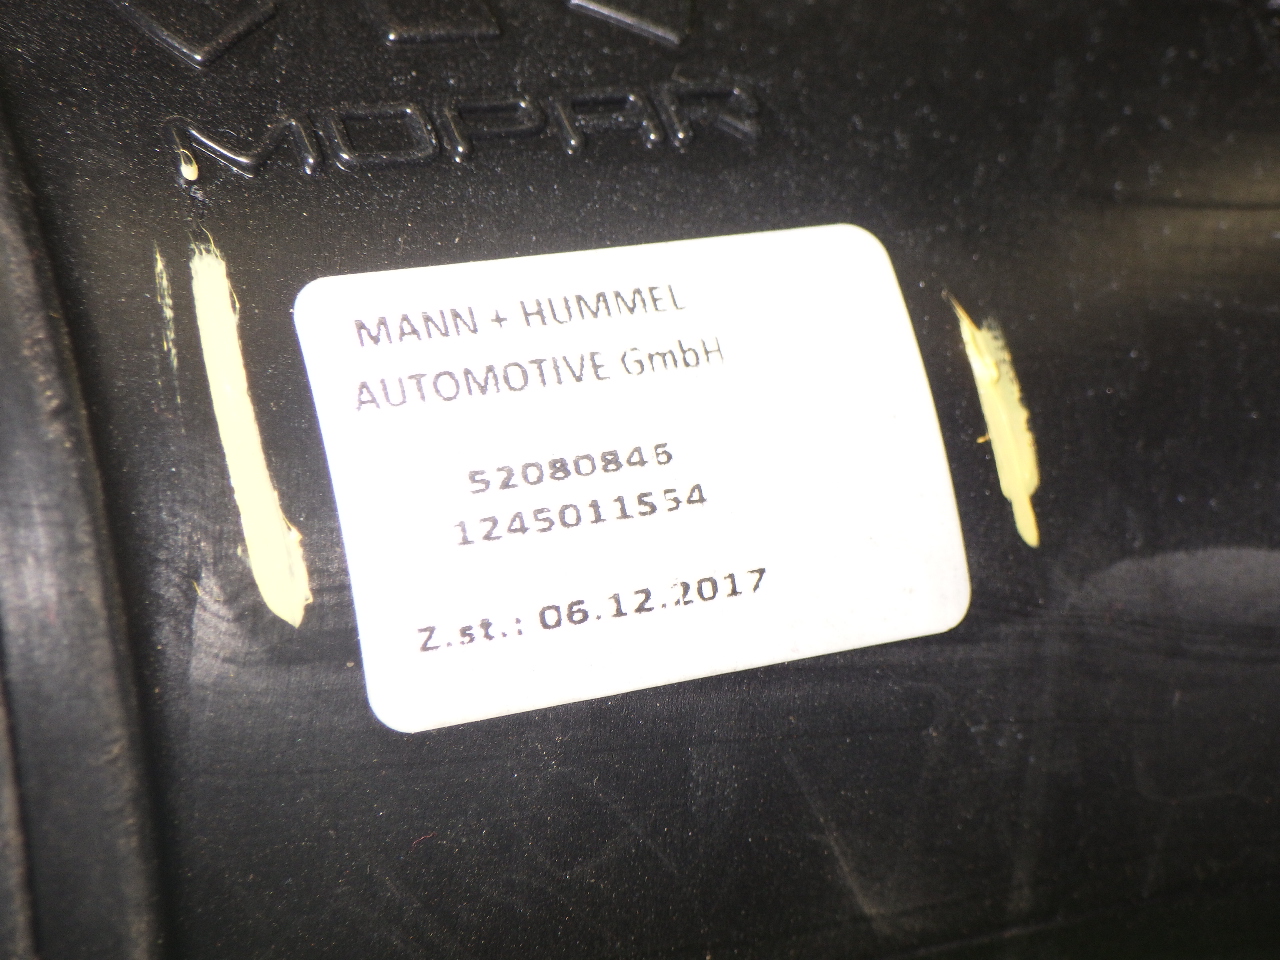 MOPAR
MANN + HUMMEL
AUTOMOTIVE GmbH
52080846
1245011554
Z.st.: 06.12.2017